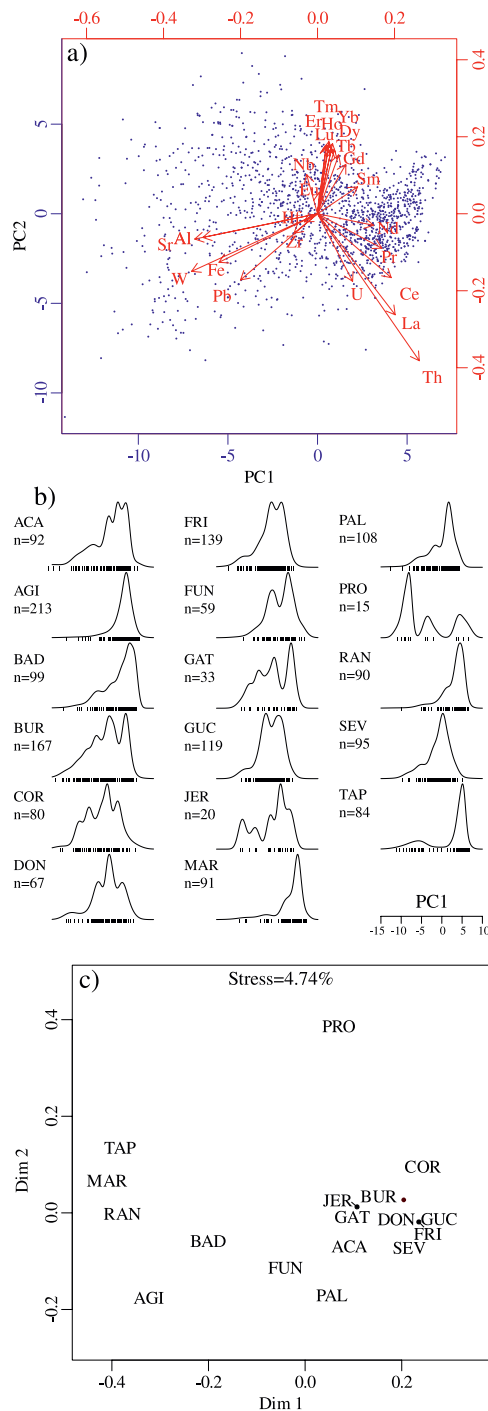 -0.6 -0.4 -0.2 0.0 0.2
a)
0.4
0.2
0.0
-0.2
-0.4
5
0
-5
-10
PC2
Tm
Er Ho Yb
Lu Dy
Tb
Nb Gd
Eu Sm
Hf
Nd
Sr Al Zr
Pr
W Fe
Pb U Ce
La
Th
-10 -5 0 5
PC1
b)
ACA
n=92
FRI
n=139
PAL
n=108
AGI
n=213
FUN
n=59
PRO
n=15
BAD
n=99
GAT
n=33
RAN
n=90
BUR
n=167
GUC
n=119
SEV
n=95
COR
n=80
JER
n=20
TAP
n=84
DON
n=67
MAR
n=91
PC1
-15 -10 -5 0 5 10
c)
Stress=4.74%
0.4
0.2
0.0
-0.2
Dim 2
PRO
TAP
COR
MAR
JER BUR
RAN
GAT DON GUC
FRI
BAD
ACA SEV
FUN
AGI
PAL
-0.4 -0.2 0.0 0.2
Dim 1